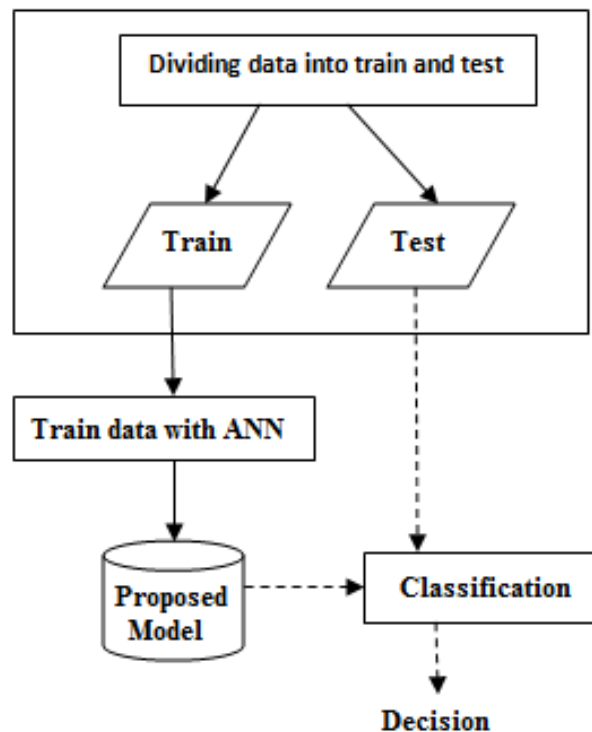 Dividing data into train and test
Train
Test
Train data with ANN
Proposed
Model
Classification
Decision